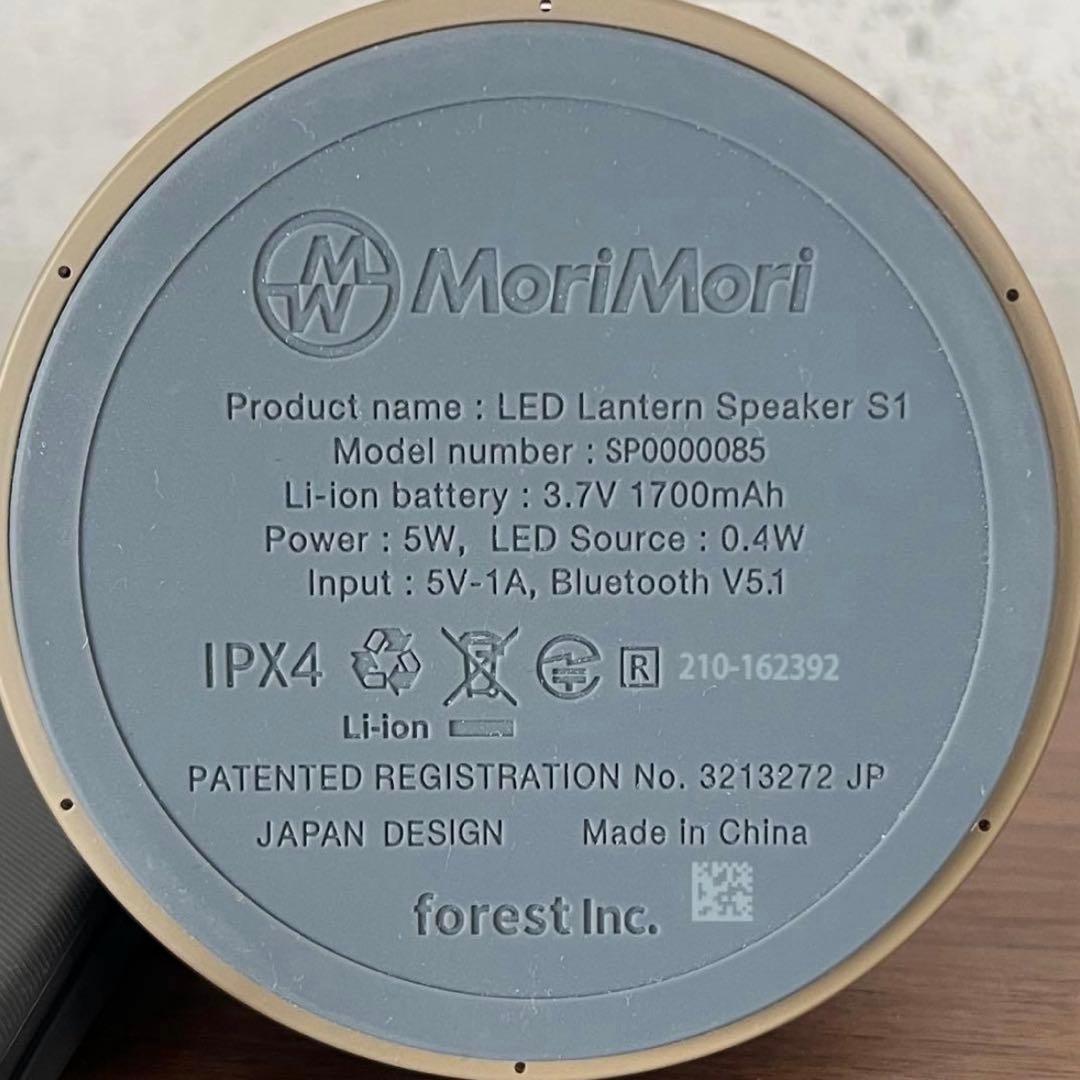 MW MoriMori
Product name : LED Lantern Speaker S1
Model number : SP0000085
Li-ion battery : 3.7V 1700mAh
Power : 5W, LED Source : 0.4W
Input : 5V-1A, Bluetooth V5.1
IPX4 R 210-162392
Li-ion
PATENTED REGISTRATION No. 3213272 JP
JAPAN DESIGN Made in China
forest Inc.